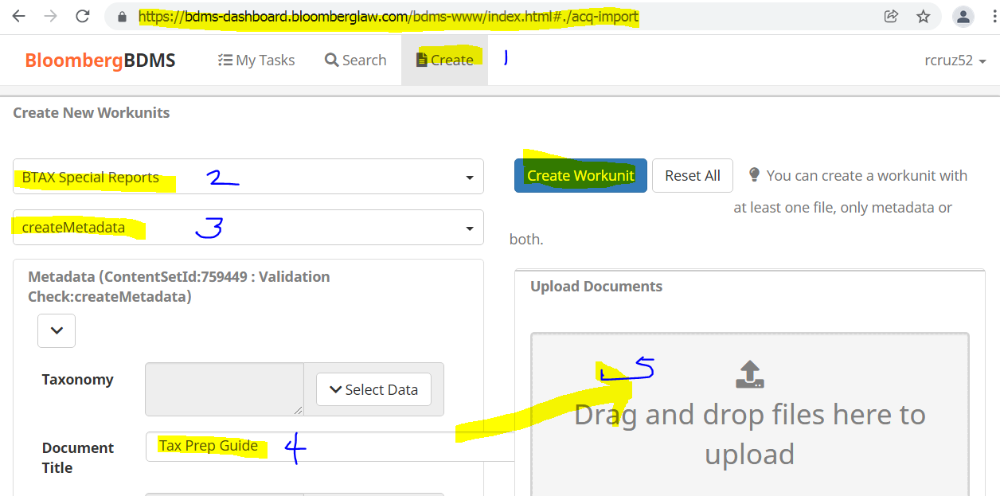 https://bdms-dashboard.bloomberglaw.com/bdms-www/index.html#./acq-import
BloombergBDMS My Tasks Search Create 1 rcruz52
Create New Workunits
BTAX Special Reports 2
Create Workunit Reset All You can create a workunit with
at least one file, only metadata or
both.
createMetadata 3
Metadata (ContentSetId:759449 : Validation
Check:createMetadata)
Taxonomy Select Data
Document
Title
Tax Prep Guide 4
Upload Documents
5
Drag and drop files here to
upload